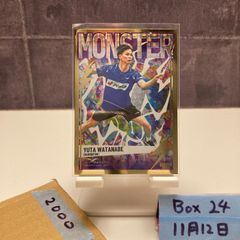 MONSTER
YUTA WATANABE
2000
Box 24
11月12日